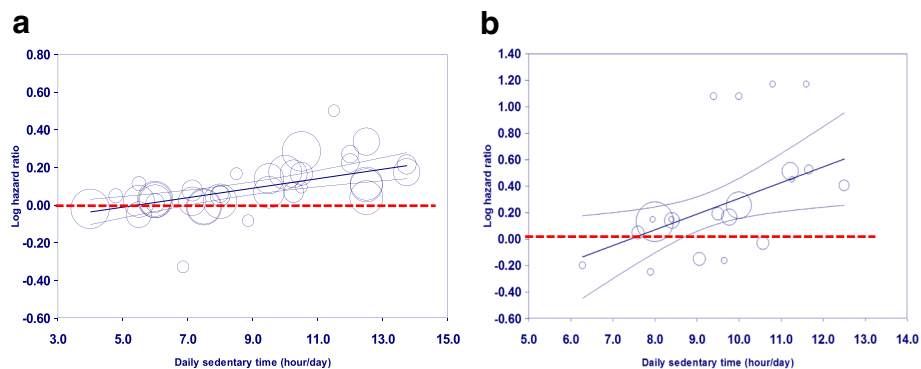 a
b
0.80
0.60
0.40
0.20
0.00
-0.20
-0.40
-0.60
Log hazard ratio
3.0 5.0 7.0 9.0 11.0 13.0 15.0
Daily sedentary time (hour/day)
1.40
1.20
1.00
0.80
0.60
0.40
0.20
0.00
-0.20
-0.40
-0.60
Log hazard ratio
5.0 6.0 7.0 8.0 9.0 10.0 11.0 12.0 13.0 14.0
Daily sedentary time (hour/day)